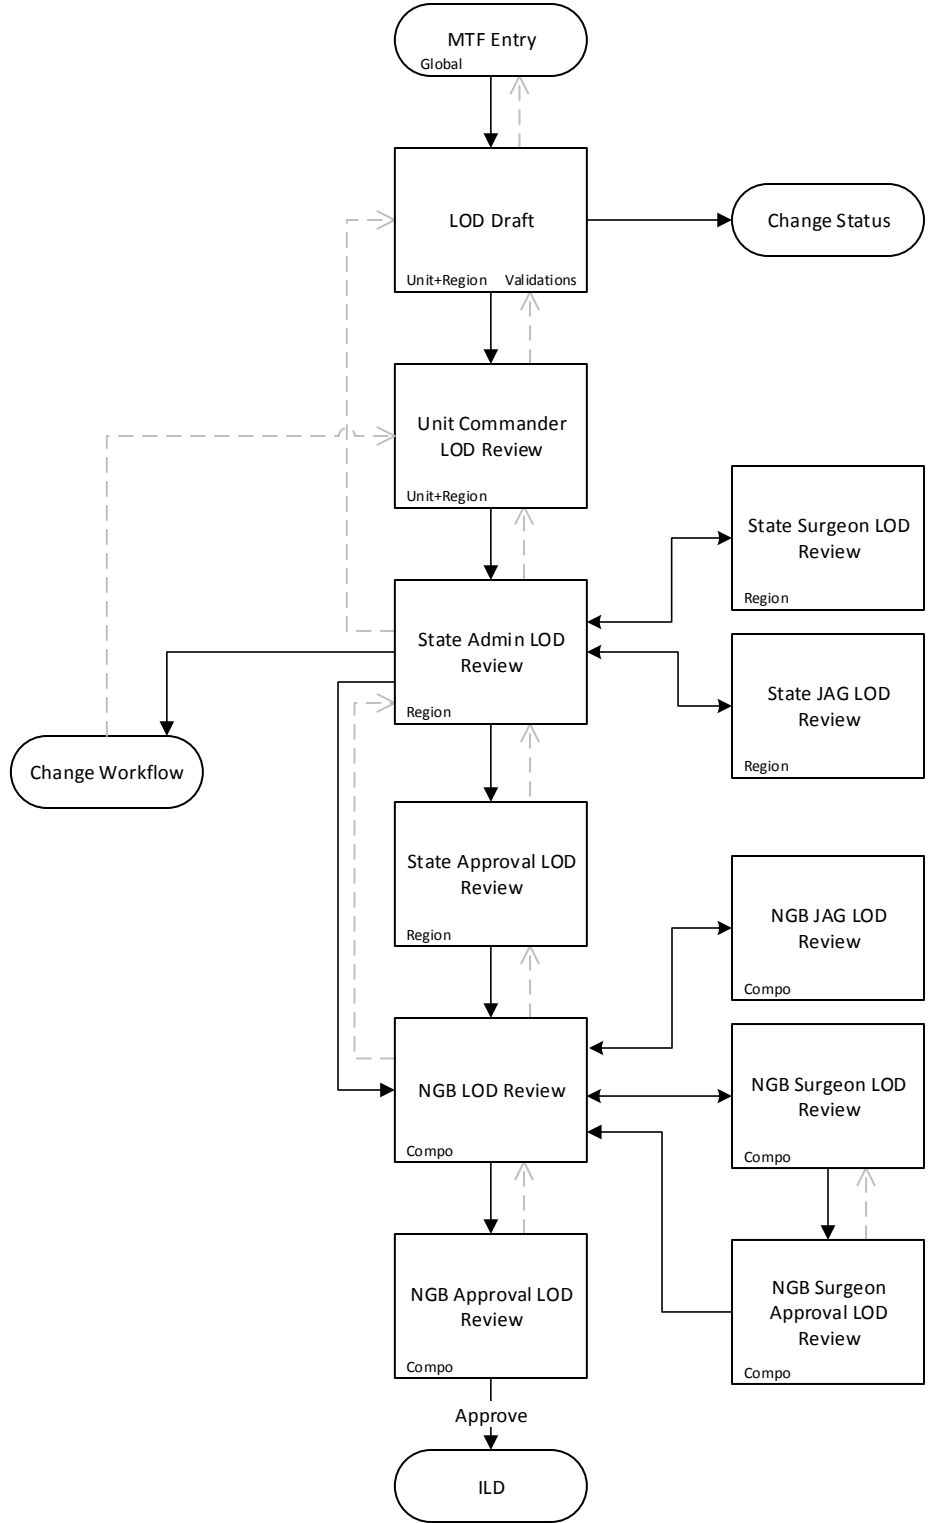 MTF Entry
Global
LOD Draft
Unit+Region Validations
Change Status
Unit Commander
LOD Review
Unit+Region
State Surgeon LOD
Review
Region
State Admin LOD
Review
Region
State JAG LOD
Review
Region
Change Workflow
State Approval LOD
Review
Region
NGB JAG LOD
Review
Compo
NGB LOD Review
Compo
NGB Surgeon LOD
Review
Compo
NGB Approval LOD
Review
Compo
NGB Surgeon
Approval LOD
Review
Compo
Approve
ILD